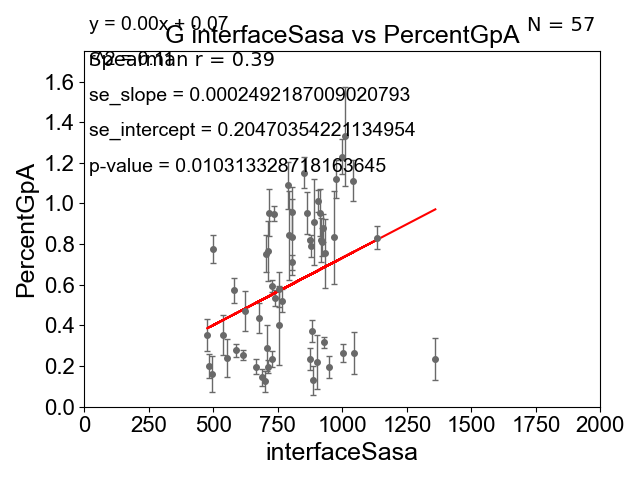 y = 0.00x + 0.07
N = 57
G interfaceSasa vs PercentGpA
Spearman r = 0.39
se_slope = 0.0002492187009020793
se_intercept = 0.20470354221134954
p-value = 0.010313328718163645
PercentGpA
1.6
1.4
1.2
1.0
0.8
0.6
0.4
0.2
0.0
0 250 500 750 1000 1250 1500 1750 2000
interfaceSasa